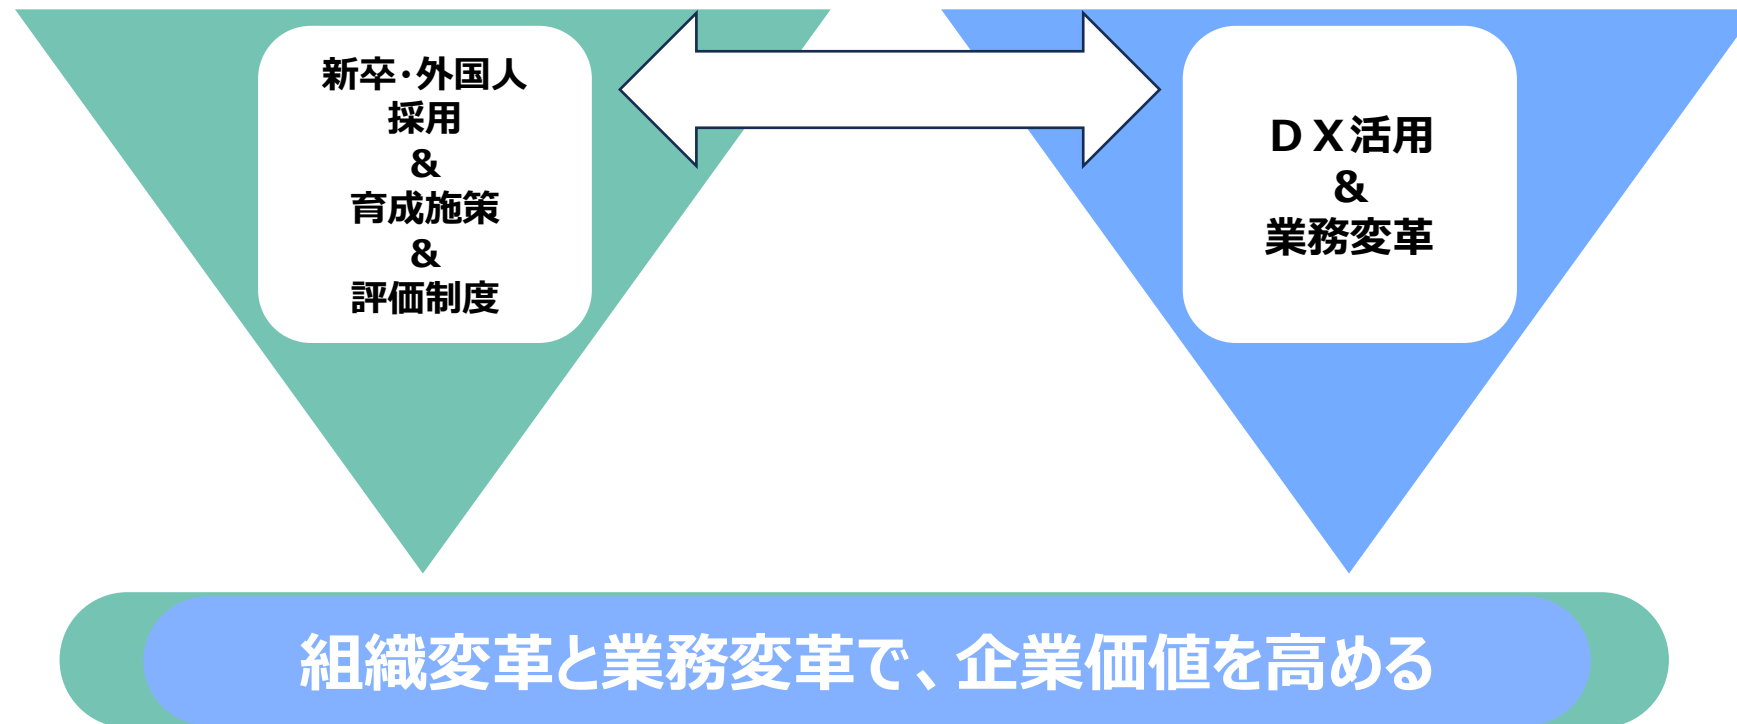 新卒・外国人
採用
&
育成施策
&
評価制度
ＤＸ活用
&
業務変革
組織変革と業務変革で、企業価値を高める